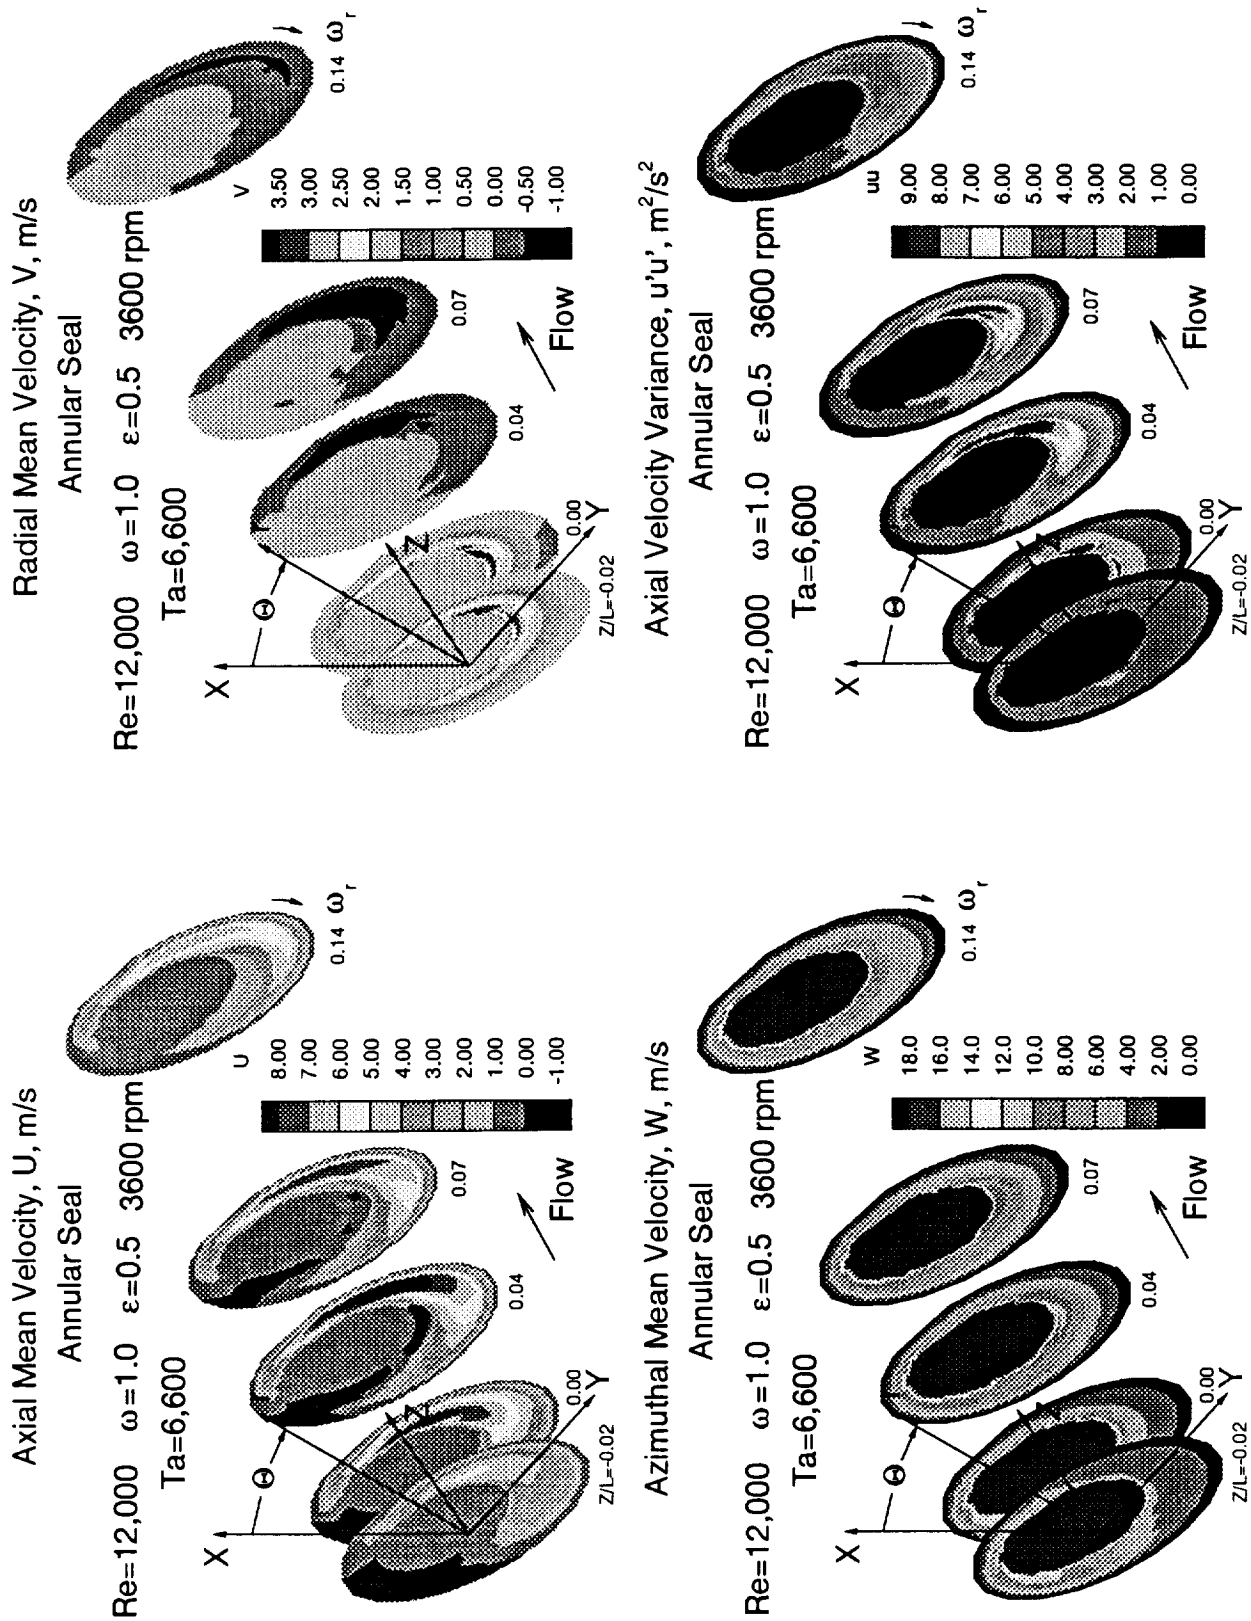 Axial Mean Velocity, U, m/s
Annular Seal
Re=12,000 ω=1.0 ε=0.5 3600 rpm
Ta=6,600
X
Θ
r
Z
Y
Z/L=-0.02
0.00
0.04
0.07
0.14
ω r
Flow
U
8.00
7.00
6.00
5.00
4.00
3.00
2.00
1.00
0.00
-1.00
Radial Mean Velocity, V, m/s
Annular Seal
Re=12,000 ω=1.0 ε=0.5 3600 rpm
Ta=6,600
X
Θ
r
Z
Y
Z/L=-0.02
0.00
0.04
0.07
0.14
ω r
Flow
V
3.50
3.00
2.50
2.00
1.50
1.00
0.50
0.00
-0.50
-1.00
Azimuthal Mean Velocity, W, m/s
Annular Seal
Re=12,000 ω=1.0 ε=0.5 3600 rpm
Ta=6,600
X
Θ
Y
Z/L=-0.02
0.00
0.04
0.07
0.14
ω r
Flow
W
18.0
16.0
14.0
12.0
10.0
8.00
6.00
4.00
2.00
0.00
Axial Velocity Variance, u'u', m²/s²
Annular Seal
Re=12,000 ω=1.0 ε=0.5 3600 rpm
Ta=6,600
X
Θ
Y
Z/L=-0.02
0.00
0.04
0.07
0.14
ω r
Flow
uu
9.00
8.00
7.00
6.00
5.00
4.00
3.00
2.00
1.00
0.00